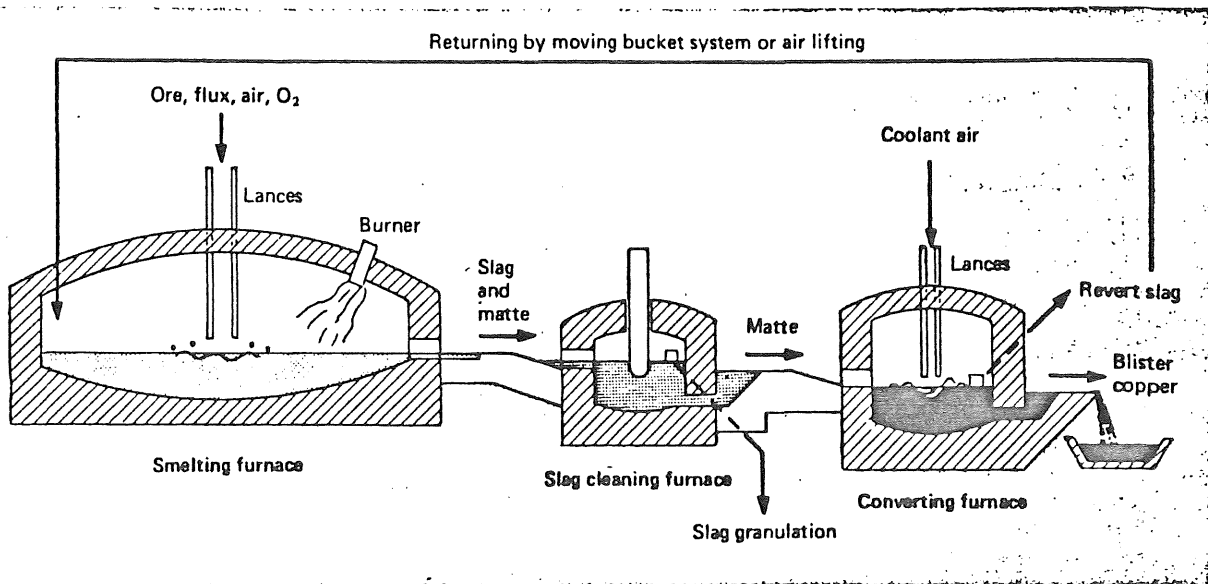 Returning by moving bucket system or air lifting
Ore, flux, air, O₂
Lances
Burner
Slag
and
matte
Matte
Coolant air
Lances
Revert slag
Blister
copper
Smelting furnace
Slag cleaning furnace
Converting furnace
Slag granulation